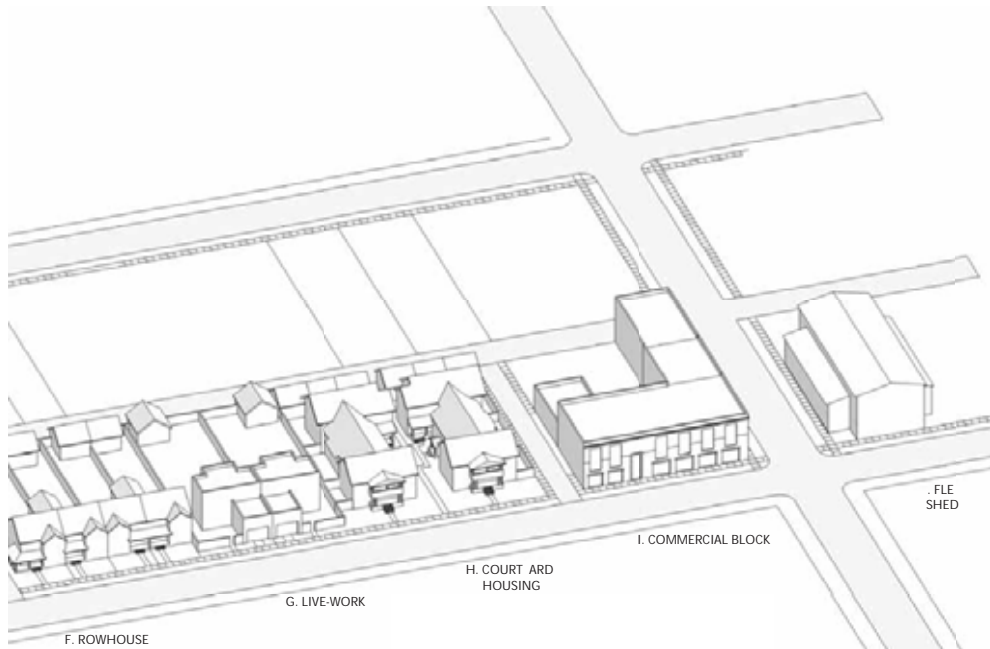 F. ROWHOUSE
G. LIVE-WORK
H. COURT ARD
HOUSING
I. COMMERCIAL BLOCK
. FLE
SHED